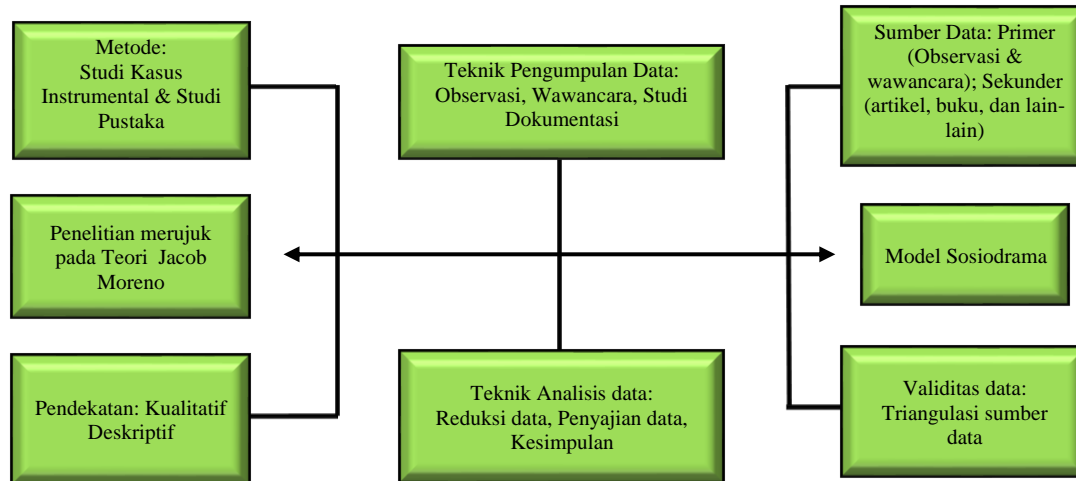 Metode:
Studi Kasus
Instrumental & Studi
Pustaka
Teknik Pengumpulan Data:
Observasi, Wawancara, Studi
Dokumentasi
Sumber Data: Primer
(Observasi &
wawancara); Sekunder
(artikel, buku, dan lain-
lain)
Penelitian merujuk
pada Teori Jacob
Moreno
Model Sosiodrama
Pendekatan: Kualitatif
Deskriptif
Teknik Analisis data:
Reduksi data, Penyajian data,
Kesimpulan
Validitas data:
Triangulasi sumber
data